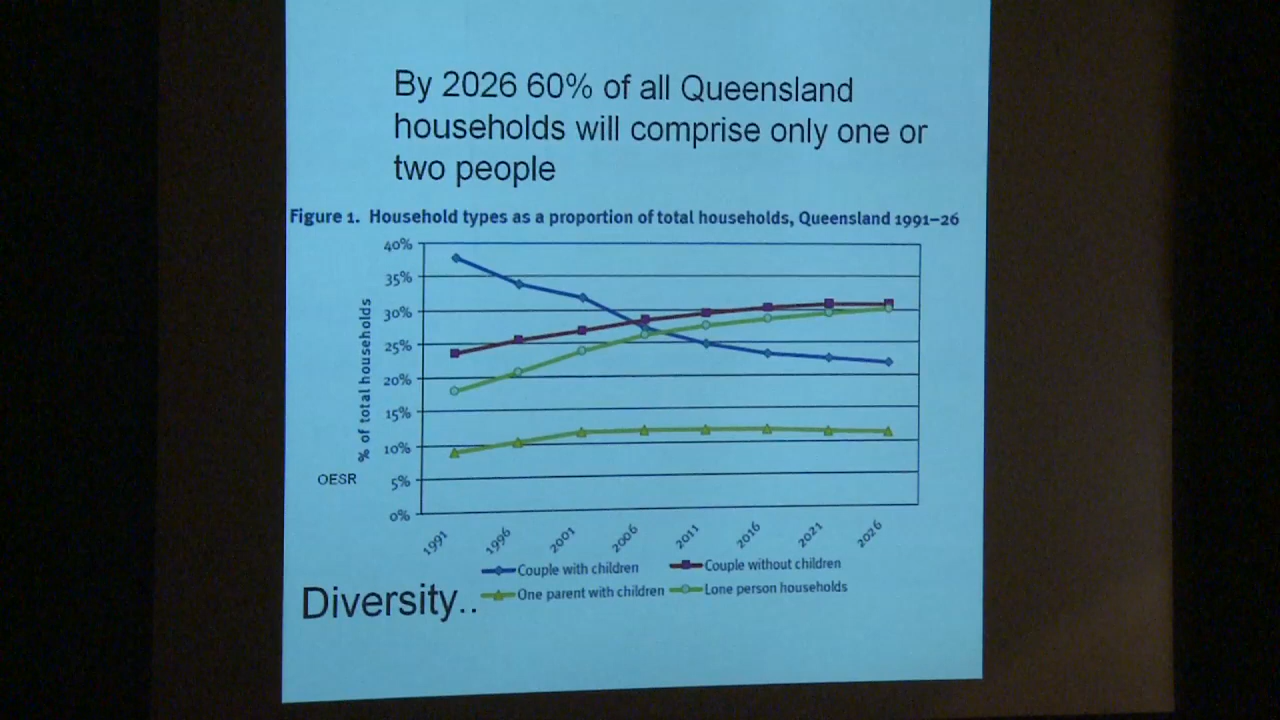 By 2026 60% of all Queensland
households will comprise only one or
two people
Figure 1. Household types as a proportion of total households, Queensland 1991–26
40%
35%
30%
25%
20%
15%
10%
5%
0%
% of total households
OESR
1991
1996
2001
2006
2011
2016
2021
2026
Couple with children
Couple without children
One parent with children
Lone person households
Diversity..